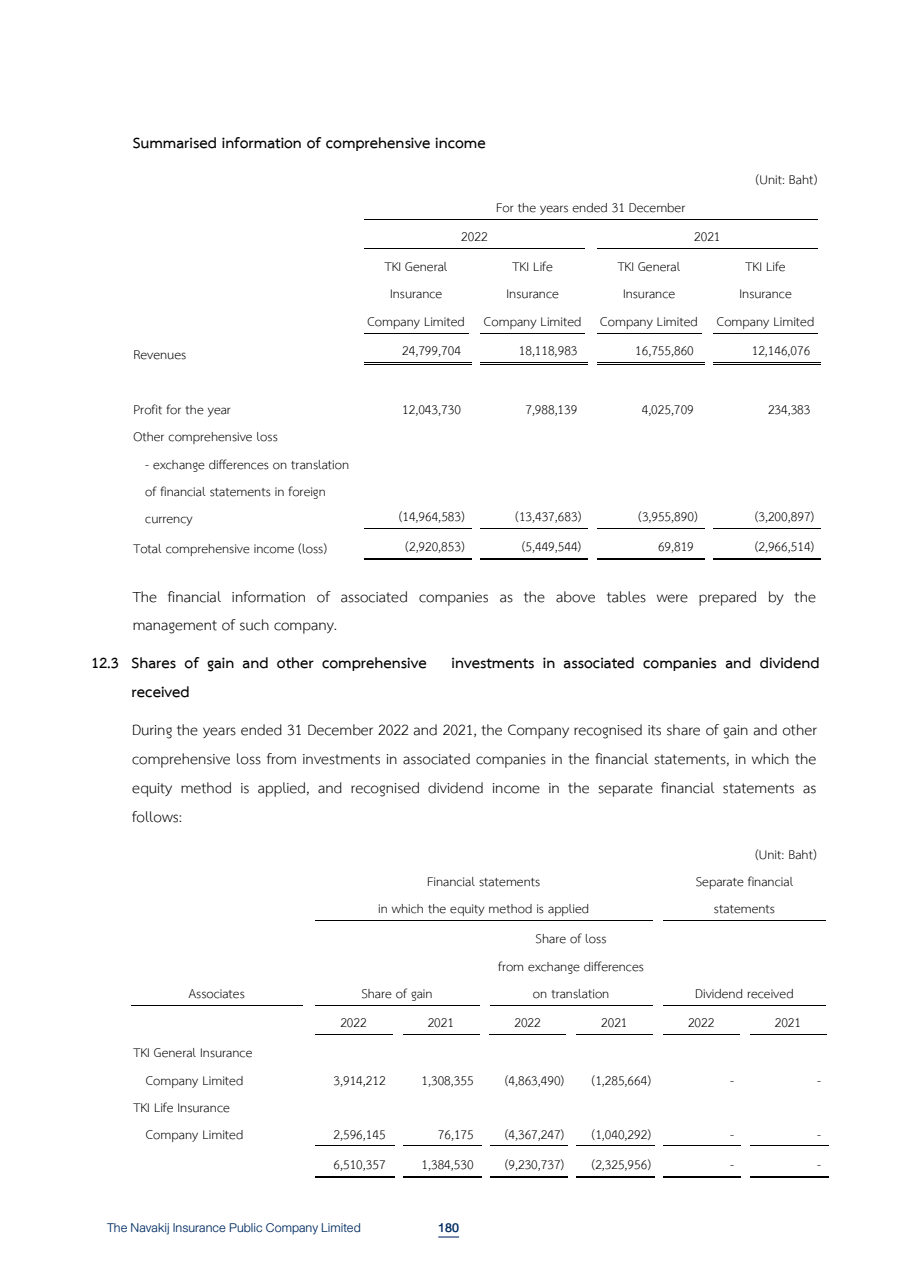 Summarised information of comprehensive income
(Unit: Baht)
For the years ended 31 December
2022 2021
TKI General TKI Life TKI General TKI Life
Insurance Insurance Insurance Insurance
Company Limited Company Limited Company Limited Company Limited
Revenues 24,799,704 18,118,983 16,755,860 12,146,076
Profit for the year 12,043,730 7,988,139 4,025,709 234,383
Other comprehensive loss
- exchange differences on translation
of financial statements in foreign
currency (14,964,583) (13,437,683) (3,955,890) (3,200,897)
Total comprehensive income (loss) (2,920,853) (5,449,544) 69,819 (2,966,514)
The financial information of associated companies as the above tables were prepared by the
management of such company.
12.3 Shares of gain and other comprehensive investments in associated companies and dividend
received
During the years ended 31 December 2022 and 2021, the Company recognised its share of gain and other
comprehensive loss from investments in associated companies in the financial statements, in which the
equity method is applied, and recognised dividend income in the separate financial statements as
follows:
(Unit: Baht)
Financial statements Separate financial
in which the equity method is applied statements
Share of loss
from exchange differences
Associates Share of gain on translation Dividend received
2022 2021 2022 2021 2022 2021
TKI General Insurance
Company Limited 3,914,212 1,308,355 (4,863,490) (1,285,664) - -
TKI Life Insurance
Company Limited 2,596,145 76,175 (4,367,247) (1,040,292) - -
6,510,357 1,384,530 (9,230,737) (2,325,956) - -
The Navakij Insurance Public Company Limited 180